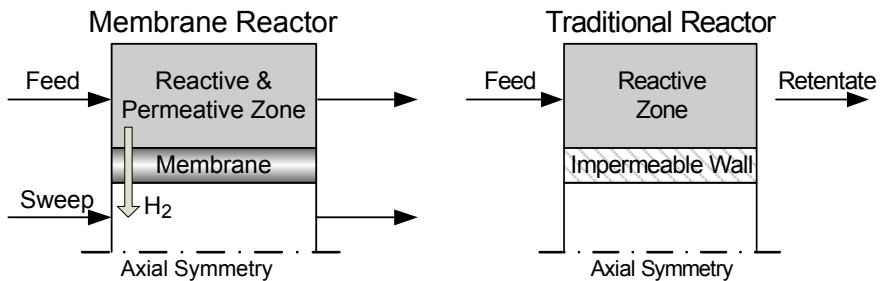 Membrane Reactor
Feed
Reactive &
Permeative Zone
Membrane
Sweep
H2
Axial Symmetry
Traditional Reactor
Feed
Reactive
Zone
Retentate
Impermeable Wall
Axial Symmetry